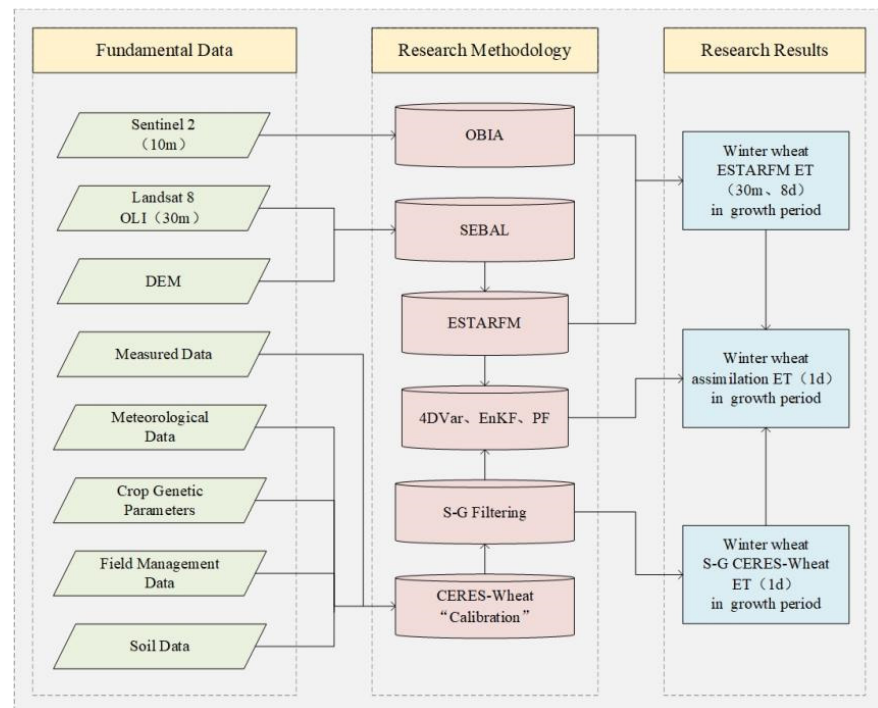 Fundamental Data
Sentinel 2
（10m）
Landsat 8
OLI（30m）
DEM
Measured Data
Meteorological
Data
Crop Genetic
Parameters
Field Management
Data
Soil Data
Research Methodology
OBIA
SEBAL
ESTARFM
4DVar、EnKF、PF
S-G Filtering
CERES-Wheat
“Calibration”
Research Results
Winter wheat
ESTARFM ET
（30m、8d）
in growth period
Winter wheat
assimilation ET（1d）
in growth period
Winter wheat
S-G CERES-Wheat
ET（1d）
in growth period